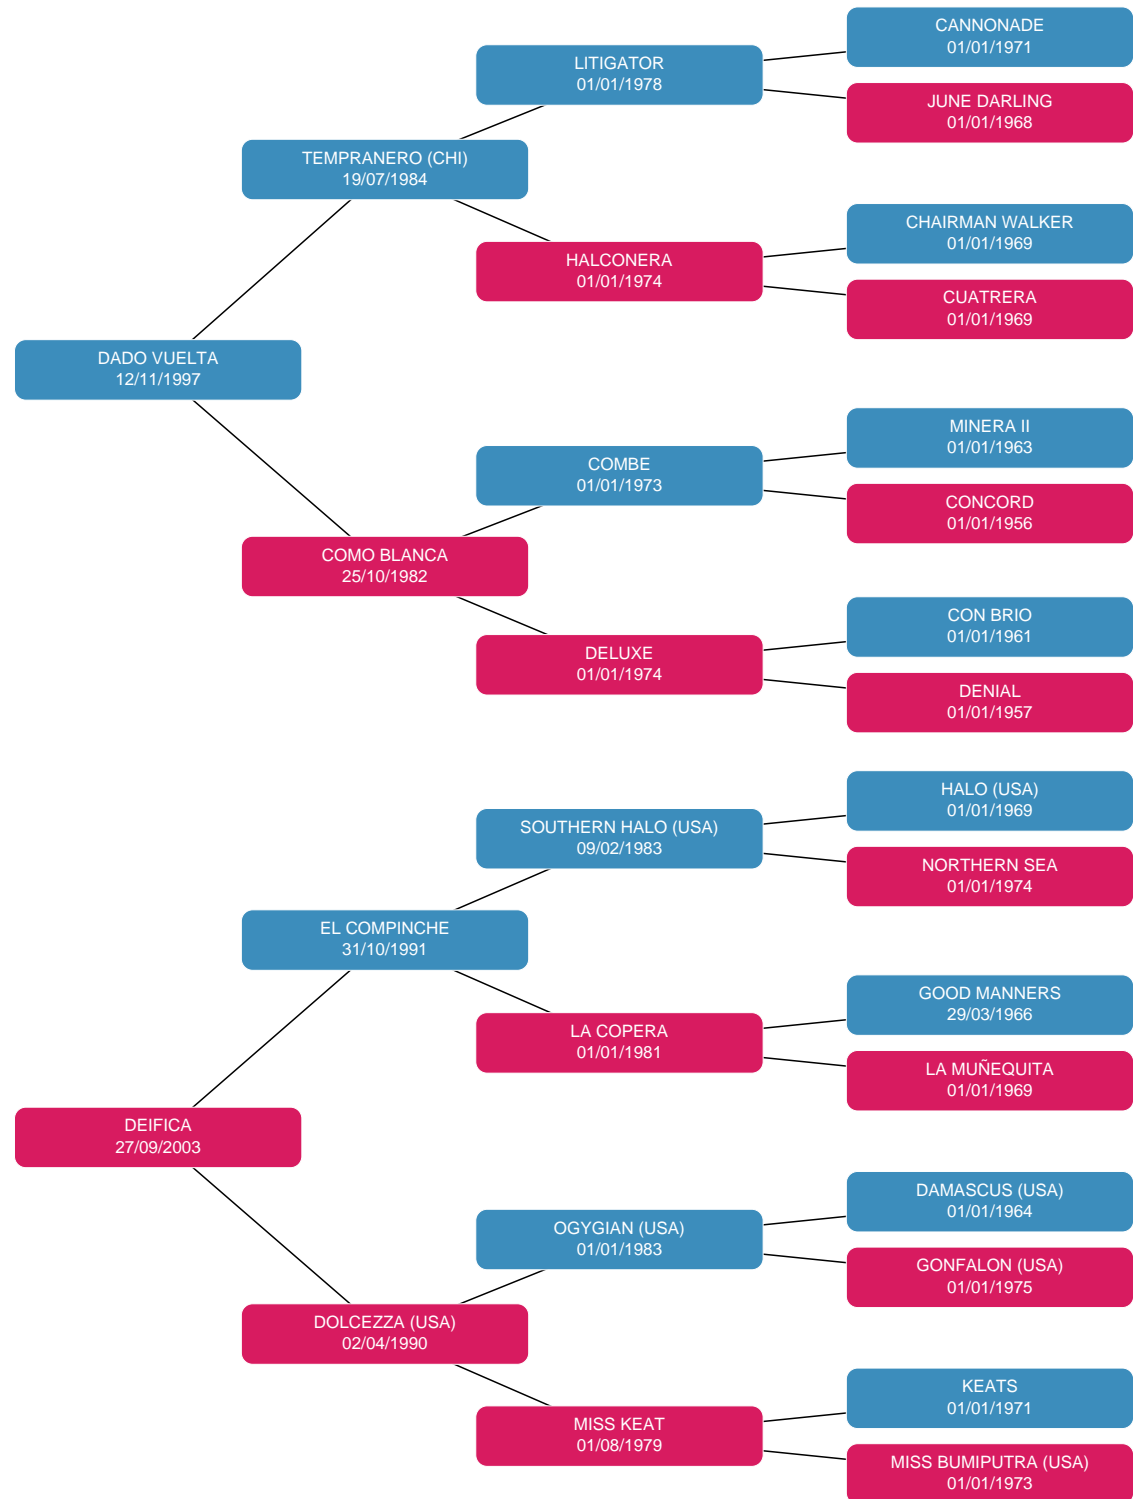 CANNONADE
01/01/1971
LITIGATOR
01/01/1978
JUNE DARLING
01/01/1968
TEMPRANERO (CHI)
19/07/1984
CHAIRMAN WALKER
01/01/1969
HALCONERA
01/01/1974
CUATRERA
01/01/1969
DADO VUELTA
12/11/1997
MINERA II
01/01/1963
COMBE
01/01/1973
CONCORD
01/01/1956
COMO BLANCA
25/10/1982
CON BRIO
01/01/1961
DELUXE
01/01/1974
DENIAL
01/01/1957
HALO (USA)
01/01/1969
SOUTHERN HALO (USA)
09/02/1983
NORTHERN SEA
01/01/1974
EL COMPINCHE
31/10/1991
GOOD MANNERS
29/03/1966
LA COPERA
01/01/1981
LA MUÑEQUITA
01/01/1969
DEIFICA
27/09/2003
DAMASCUS (USA)
01/01/1964
OGYGIAN (USA)
01/01/1983
GONFALON (USA)
01/01/1975
DOLCEZZA (USA)
02/04/1990
KEATS
01/01/1971
MISS KEAT
01/08/1979
MISS BUMIPUTRA (USA)
01/01/1973